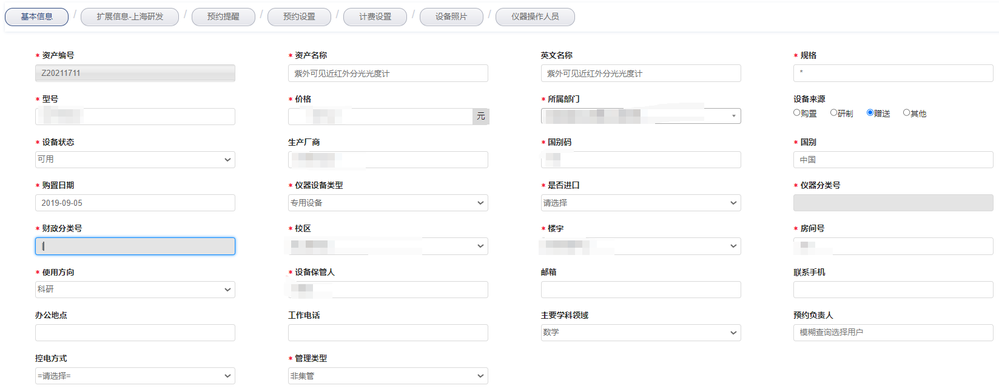 基本信息 / 扩展信息-上海研发 / 预约提醒 / 预约设置 / 计费设置 / 设备照片 / 仪器操作人员
* 资产编号 * 资产名称 英文名称 * 规格
Z20211711 紫外可见近红外分光光度计 紫外可见近红外分光光度计 *
* 型号 * 价格 * 所属部门 设备来源
元 购置 研制 赠送 其他
* 设备状态 生产厂商 * 国别码 * 国别
可用 中国
* 购置日期 * 仪器设备类型 * 是否进口 * 仪器分类号
2019-09-05 专用设备 请选择
* 财政分类号 * 校区 * 楼宇 * 房间号
* 使用方向 * 设备保管人 邮箱 联系手机
科研
办公地点 工作电话 主要学科领域 预约负责人
数学 模糊查询选择用户
控电方式 * 管理类型
=请选择= 非集管